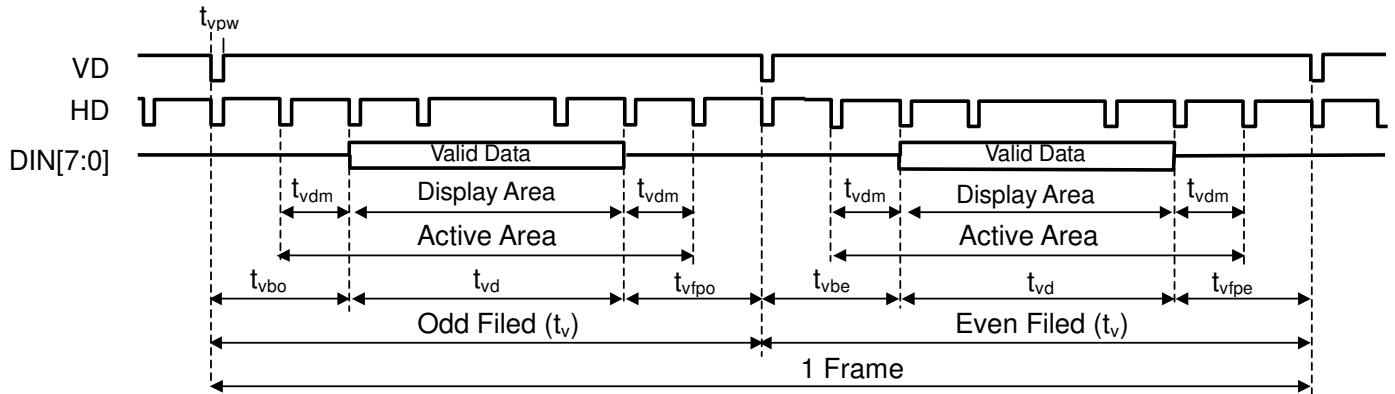 tvpw
VD
HD
DIN[7:0]
Valid Data Valid Data
tvdm Display Area tvdm tvdm Display Area tvdm
Active Area Active Area
tvbo tvd tvfpo tvbe tvd tvfpe
Odd Filed (tv) Even Filed (tv)
1 Frame